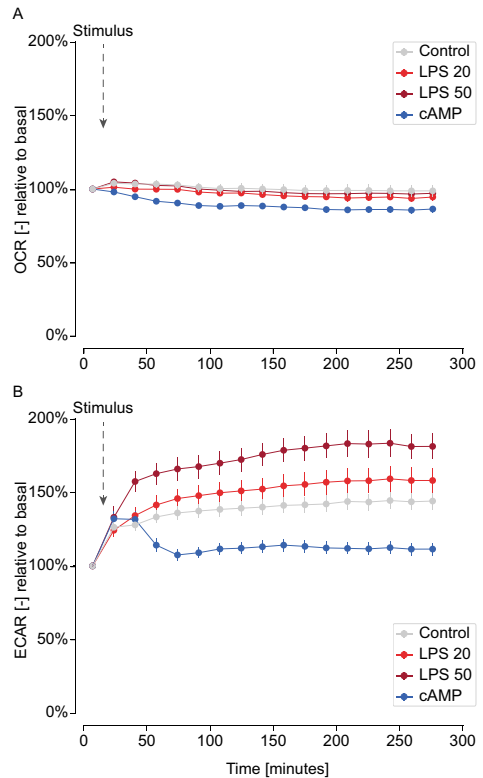 A
Stimulus
200%
150%
100%
50%
0%
OCR [-] relative to basal
Control
LPS 20
LPS 50
cAMP
0 50 100 150 200 250 300
B
Stimulus
200%
150%
100%
50%
0%
ECAR [-] relative to basal
Control
LPS 20
LPS 50
cAMP
0 50 100 150 200 250 300
Time [minutes]